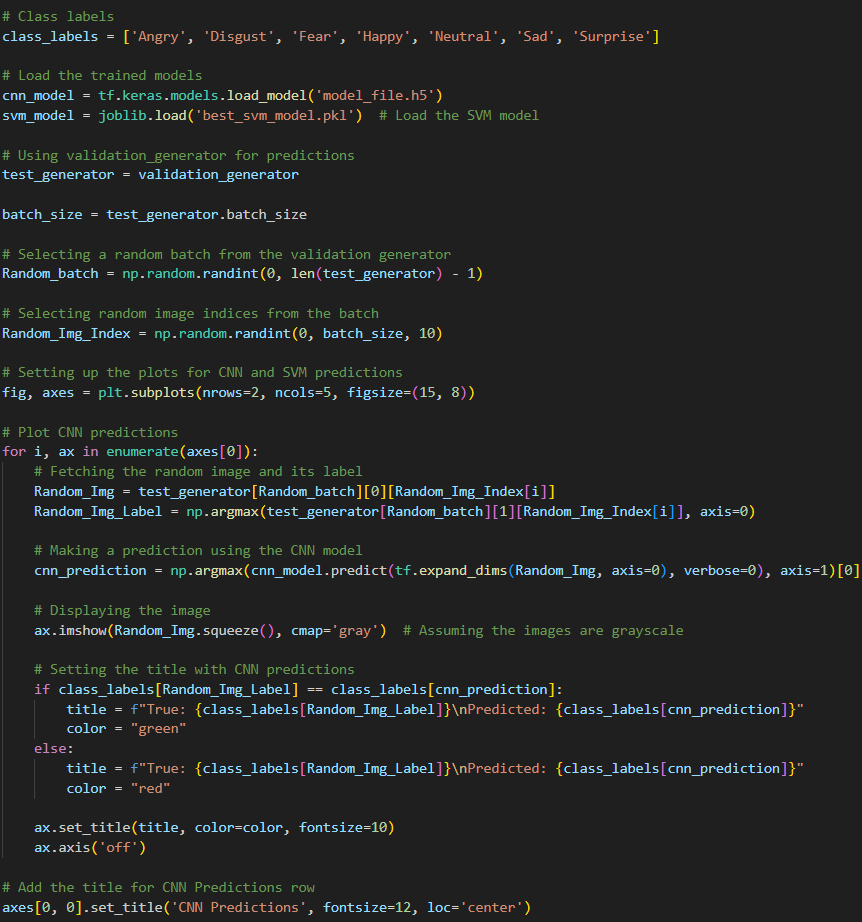 # Class labels
class_labels = ['Angry', 'Disgust', 'Fear', 'Happy', 'Neutral', 'Sad', 'Surprise']
# Load the trained models
cnn_model = tf.keras.models.load_model('model_file.h5')
svm_model = joblib.load('best_svm_model.pkl')  # Load the SVM model
# Using validation_generator for predictions
test_generator = validation_generator
batch_size = test_generator.batch_size
# Selecting a random batch from the validation generator
Random_batch = np.random.randint(0, len(test_generator) - 1)
# Selecting random image indices from the batch
Random_Img_Index = np.random.randint(0, batch_size, 10)
# Setting up the plots for CNN and SVM predictions
fig, axes = plt.subplots(nrows=2, ncols=5, figsize=(15, 8))
# Plot CNN predictions
for i, ax in enumerate(axes[0]):
    # Fetching the random image and its label
    Random_Img = test_generator[Random_batch][0][Random_Img_Index[i]]
    Random_Img_Label = np.argmax(test_generator[Random_batch][1][Random_Img_Index[i]], axis=0)
    # Making a prediction using the CNN model
    cnn_prediction = np.argmax(cnn_model.predict(tf.expand_dims(Random_Img, axis=0), verbose=0), axis=1)[0]
    # Displaying the image
    ax.imshow(Random_Img.squeeze(), cmap='gray')  # Assuming the images are grayscale
    # Setting the title with CNN predictions
    if class_labels[Random_Img_Label] == class_labels[cnn_prediction]:
        title = f"True: {class_labels[Random_Img_Label]}\nPredicted: {class_labels[cnn_prediction]}"
        color = "green"
    else:
        title = f"True: {class_labels[Random_Img_Label]}\nPredicted: {class_labels[cnn_prediction]}"
        color = "red"
    ax.set_title(title, color=color, fontsize=10)
    ax.axis('off')
# Add the title for CNN Predictions row
axes[0, 0].set_title('CNN Predictions', fontsize=12, loc='center')